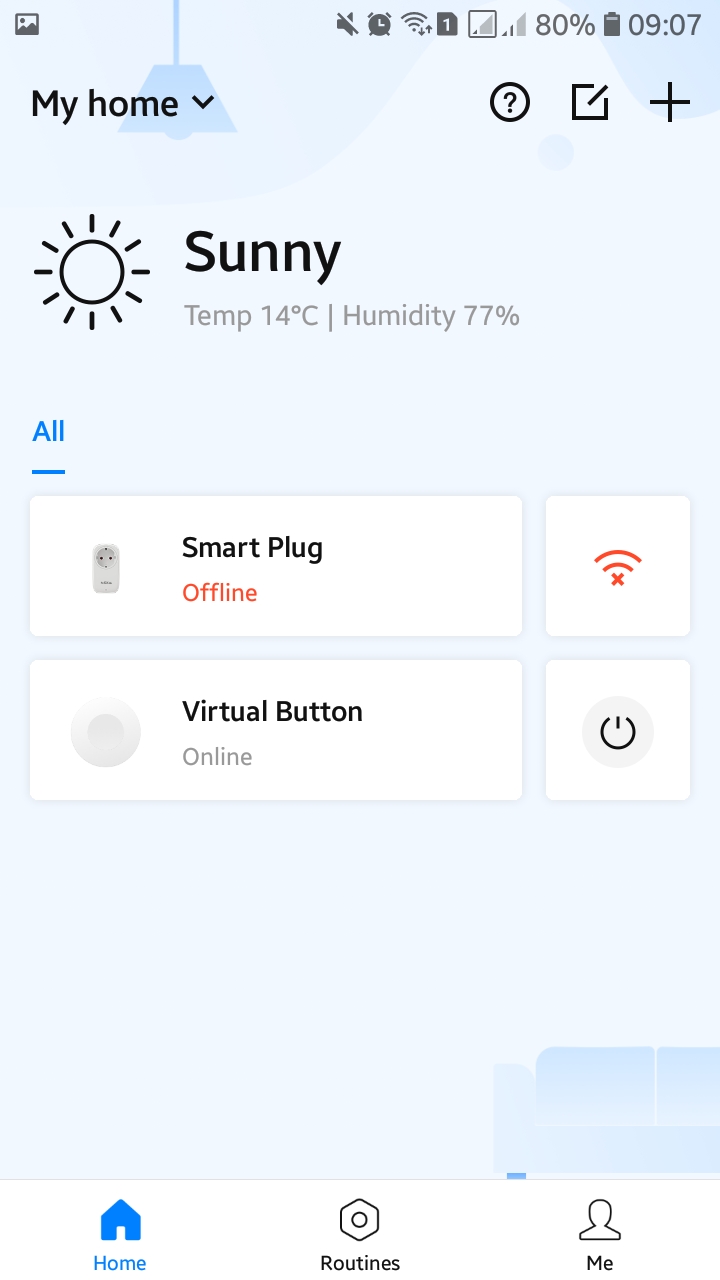 1 80% 09:07
My home
Sunny
Temp 14°C | Humidity 77%
All
Smart Plug
Offline
Virtual Button
Online
Home Routines Me